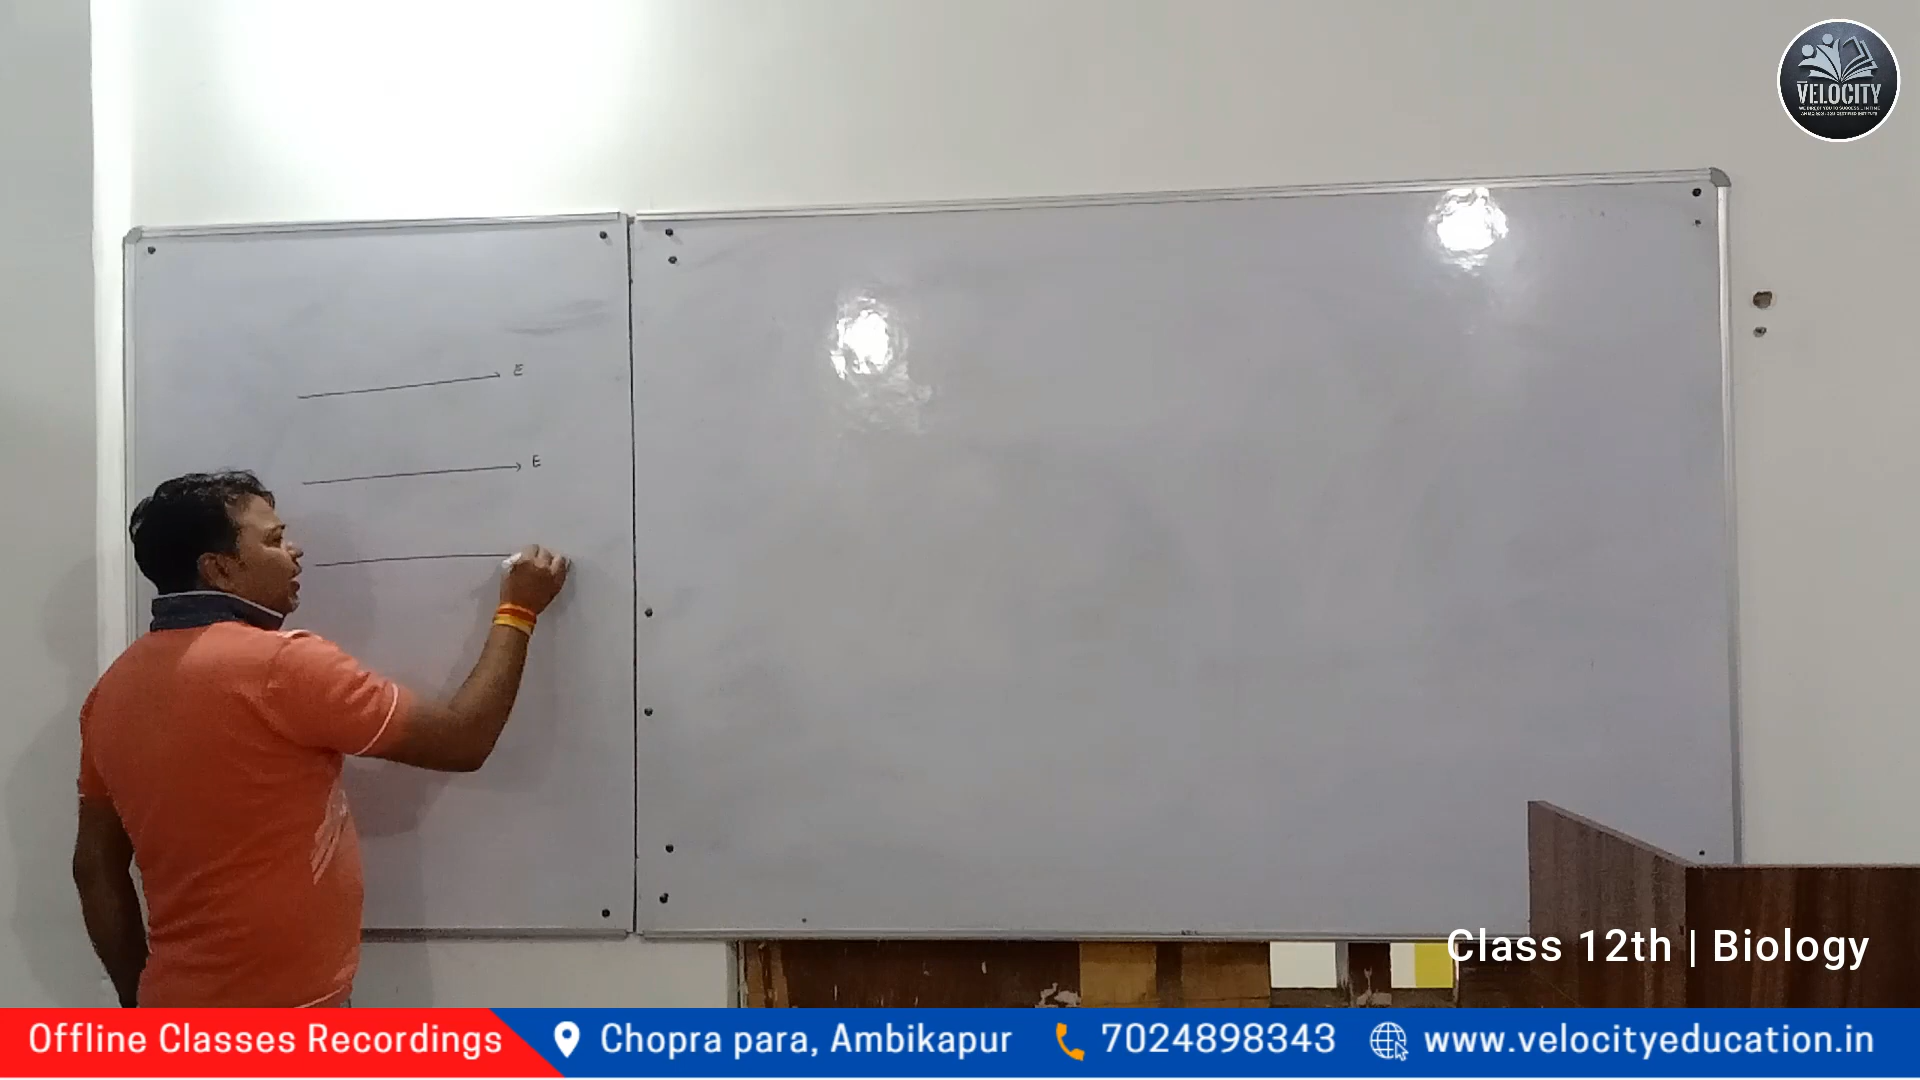 VELOCITY
E
E
Class 12th | Biology
Offline Classes Recordings
Chopra para, Ambikapur
7024898343
www.velocityeducation.in